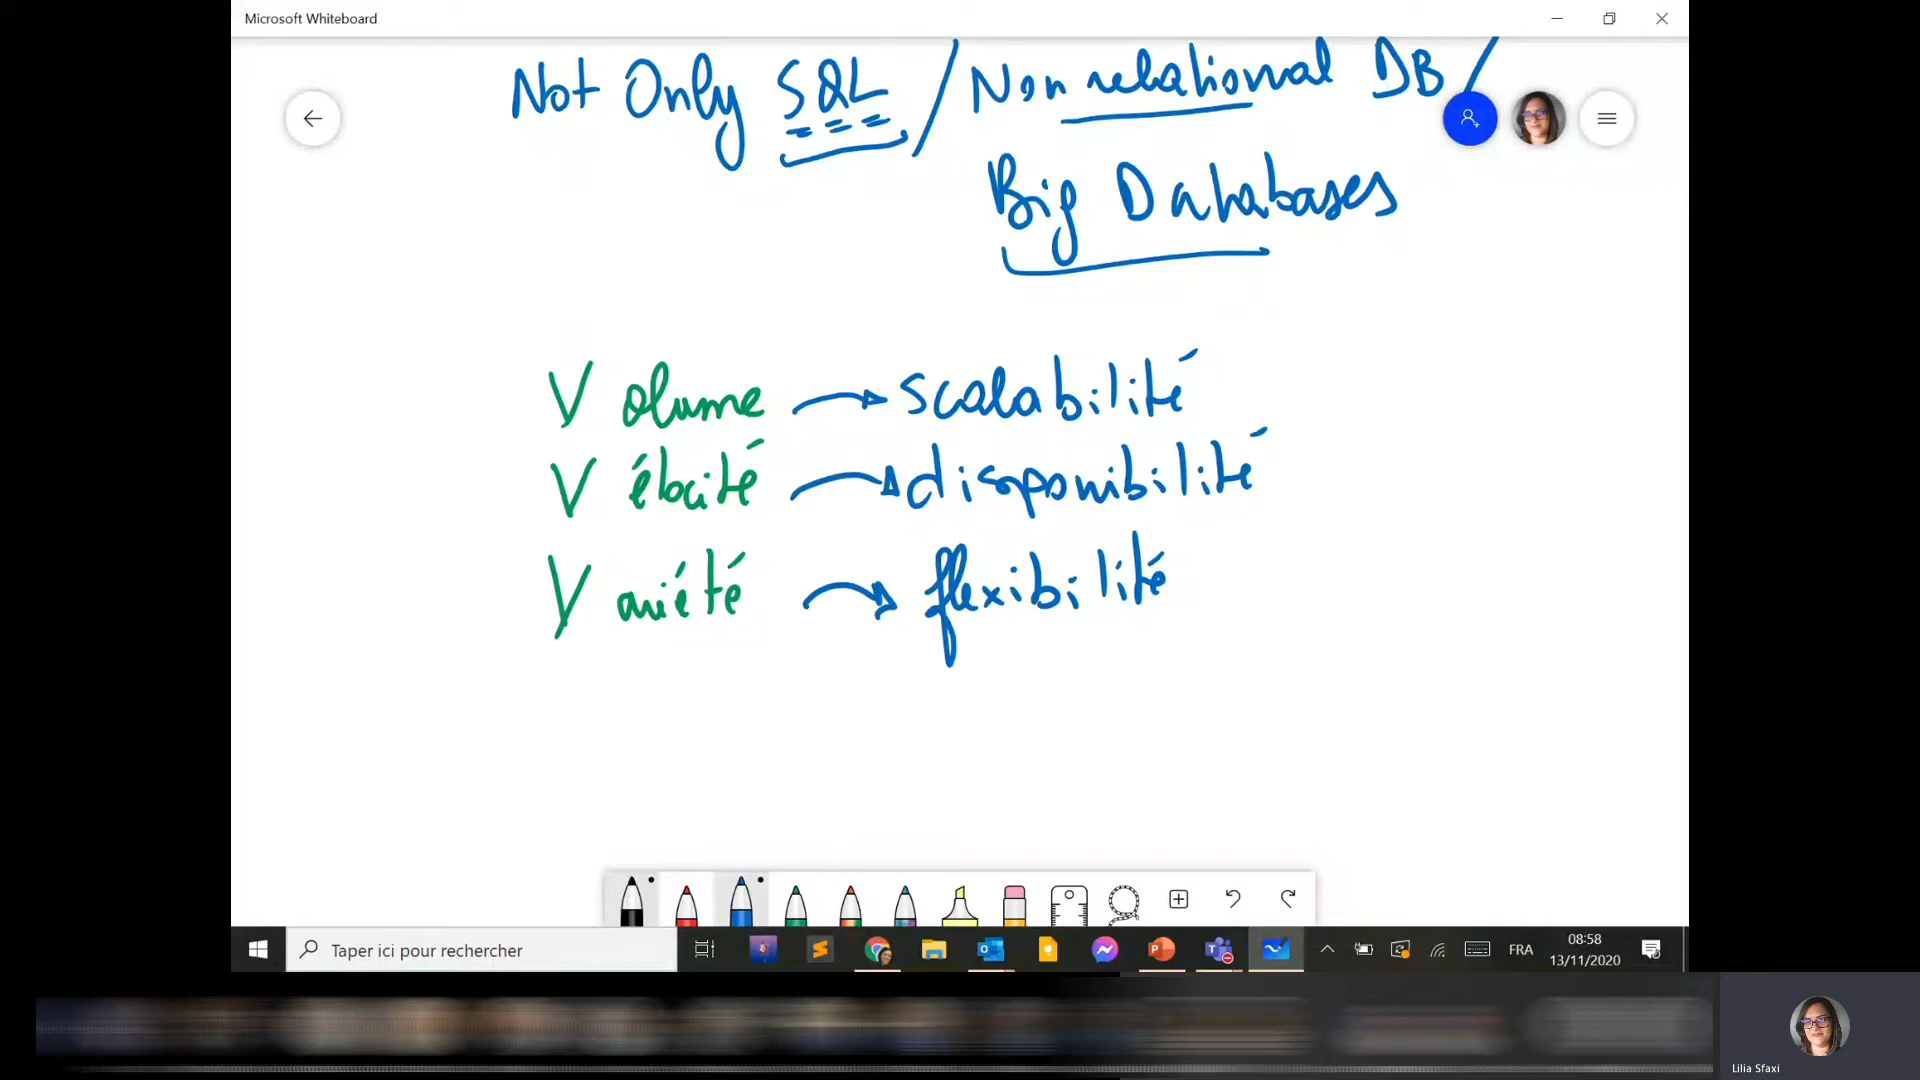 Microsoft Whiteboard
Not Only SQL / Non relational DB /
Big Databases
Volume → scalabilité
Vélocité → disponibilité
Variété → flexibilité
Taper ici pour rechercher
FRA
08:58
13/11/2020
Lilia Sfaxi